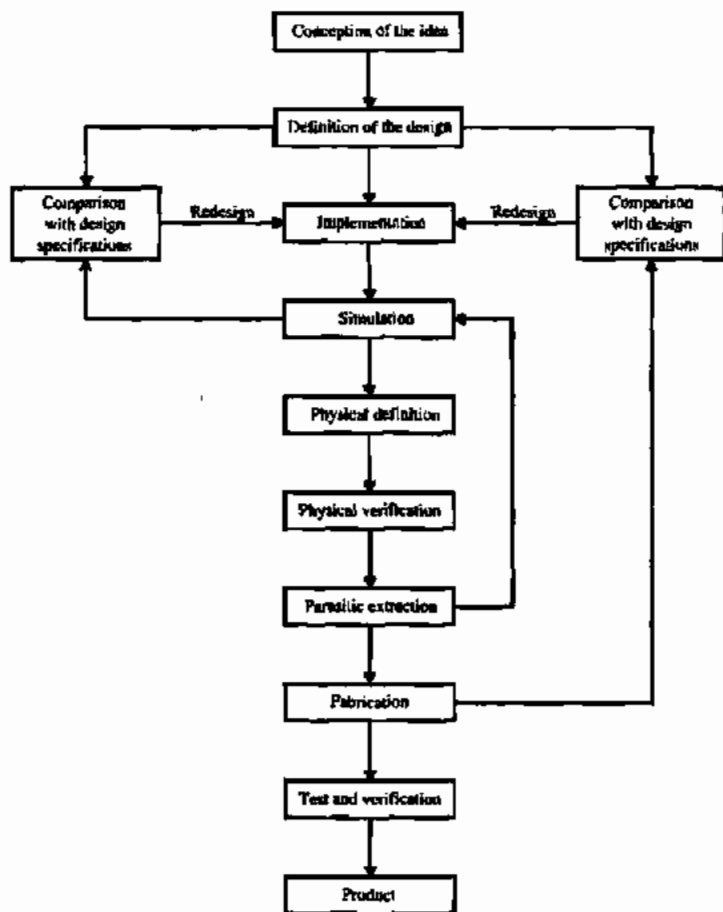 Conception of the idea
Definition of the design
Comparison
with design
specifications
Redesign
Implementation
Redesign
Comparison
with design
specifications
Simulation
Physical definition
Physical verification
Parasitic extraction
Fabrication
Test and verification
Product